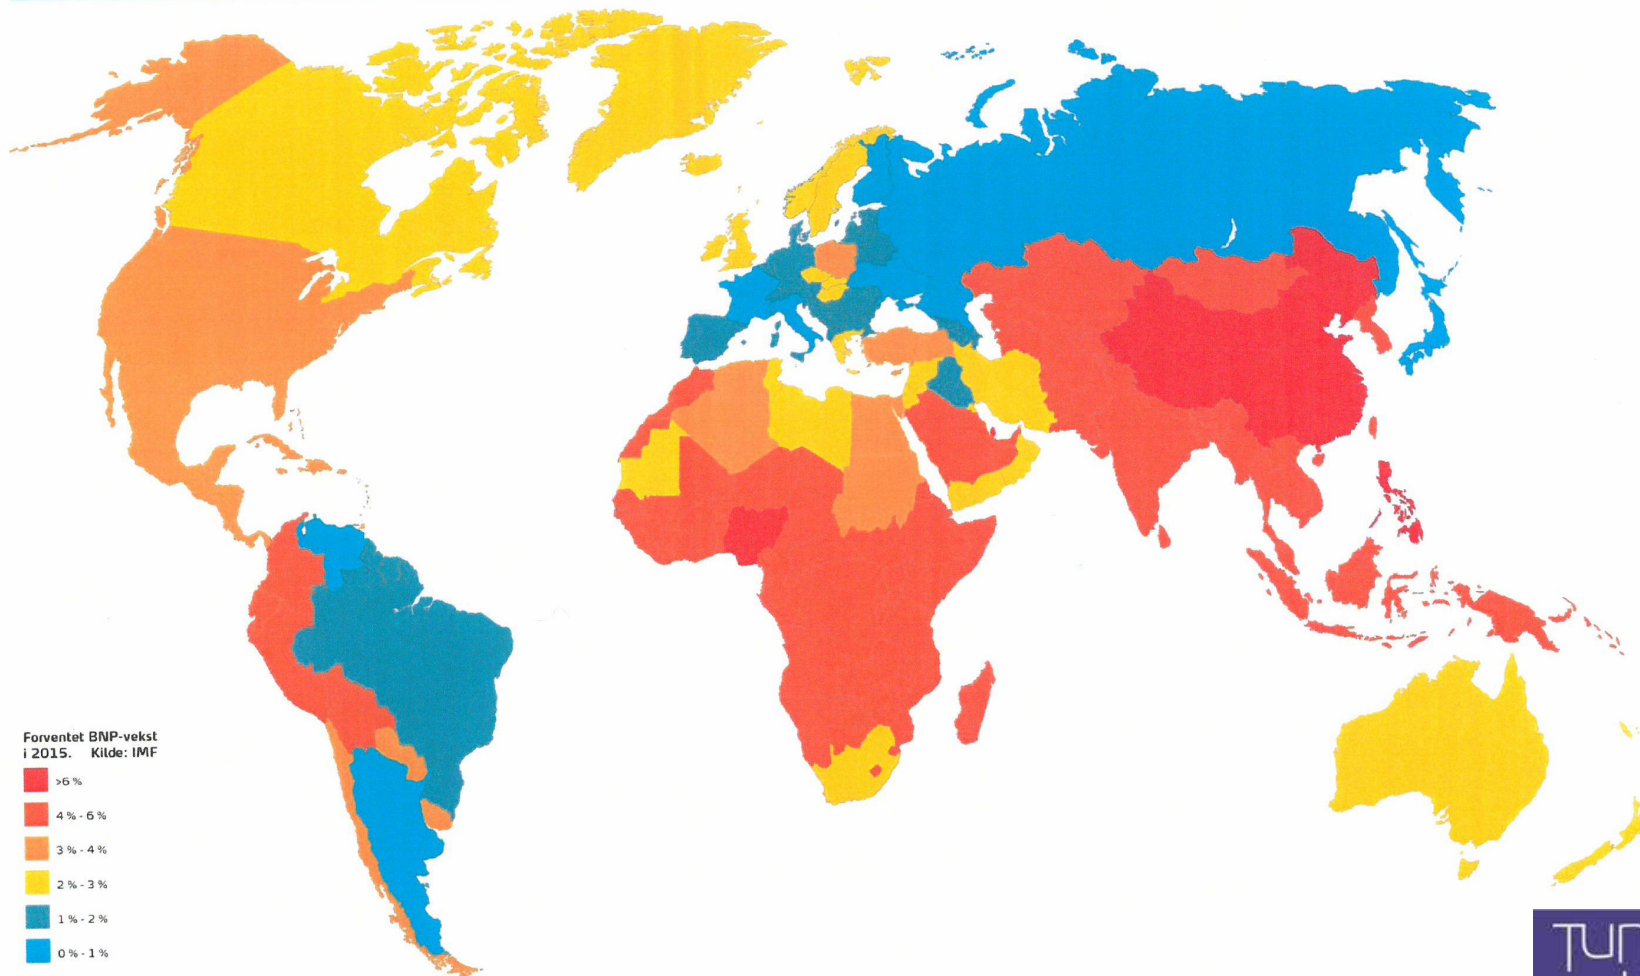 Forventet BNP-vekst
i 2015. Kilde: IMF
>6 %
4 % - 6 %
3 % - 4 %
2 % - 3 %
1 % - 2 %
0 % - 1 %